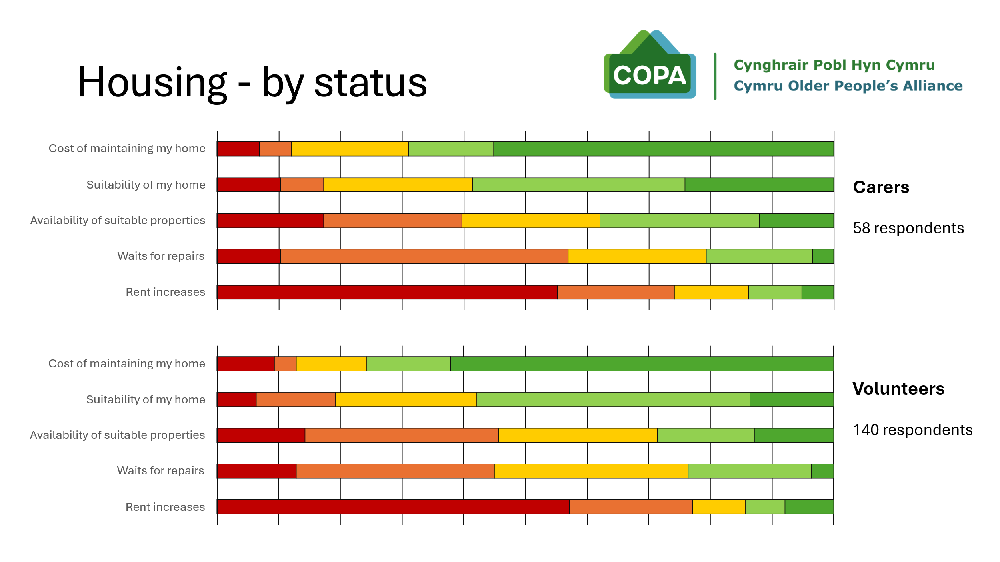 Housing - by status
COPA
Cynghrair Pobl Hyn Cymru
Cymru Older People’s Alliance
Cost of maintaining my home
Suitability of my home
Availability of suitable properties
Waits for repairs
Rent increases
Carers
58 respondents
Cost of maintaining my home
Suitability of my home
Availability of suitable properties
Waits for repairs
Rent increases
Volunteers
140 respondents